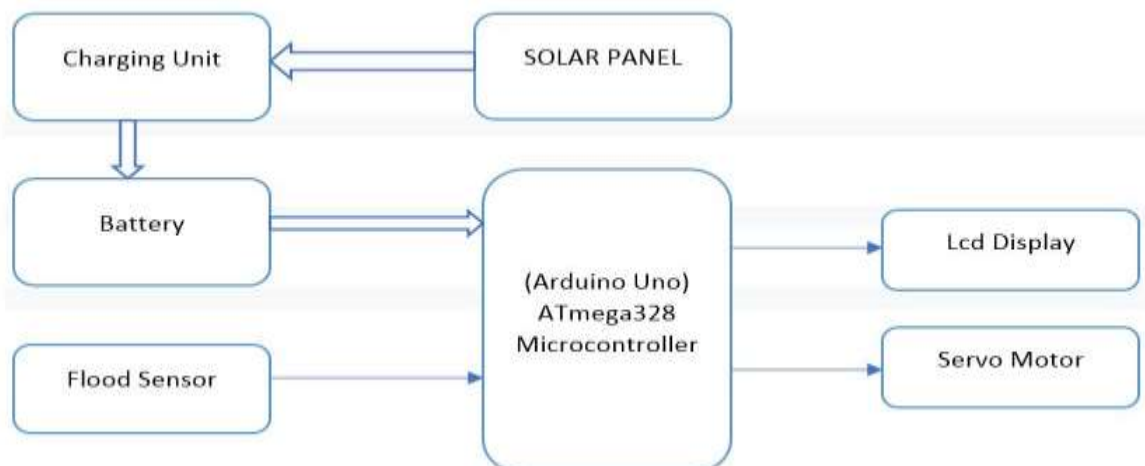 Charging Unit
SOLAR PANEL
Battery
(Arduino Uno)
ATmega328
Microcontroller
Lcd Display
Flood Sensor
Servo Motor